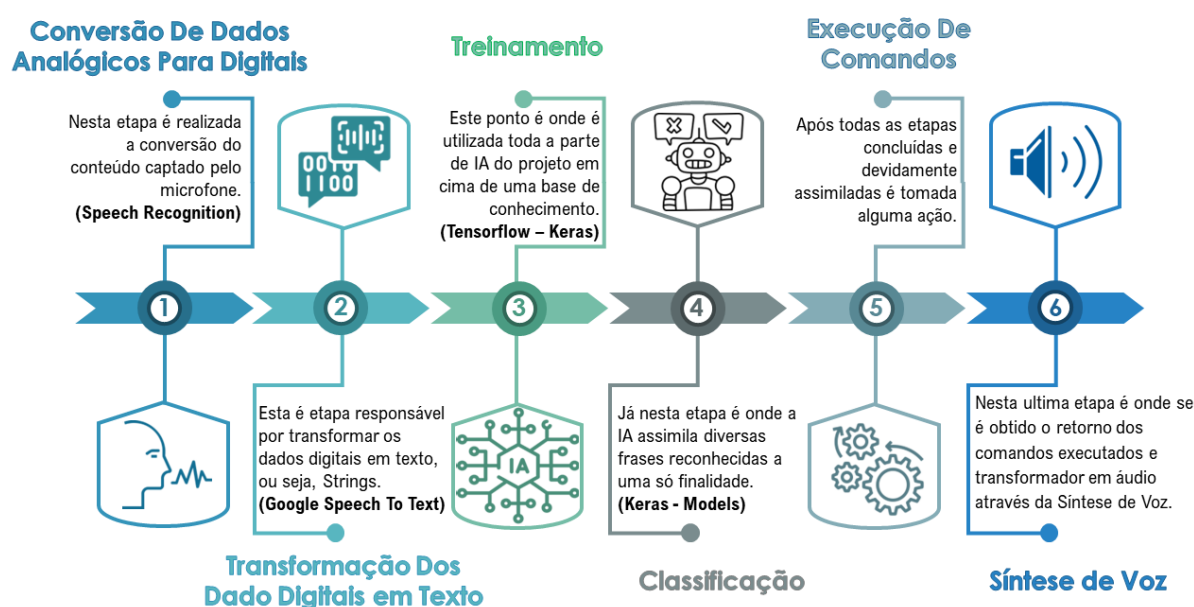 Conversão De Dados
Analógicos Para Digitais
Nesta etapa é realizada
a conversão do
conteúdo captado pelo
microfone.
(Speech Recognition)
1
2
0010
1100
Esta é etapa responsável
por transformar os
dados digitais em texto,
ou seja, Strings.
(Google Speech To Text)
Transformação Dos
Dado Digitais em Texto
Treinamento
Este ponto é onde é
utilizada toda a parte
de IA do projeto em
cima de uma base de
conhecimento.
(Tensorflow – Keras)
3
IA
4
Já nesta etapa é onde a
IA assimila diversas
frases reconhecidas a
uma só finalidade.
(Keras - Models)
Classificação
Execução De
Comandos
Após todas as etapas
concluídas e
devidamente
assimiladas é tomada
alguma ação.
5
6
Nesta ultima etapa é onde se
é obtido o retorno dos
comandos executados e
transformador em áudio
através da Síntese de Voz.
Síntese de Voz